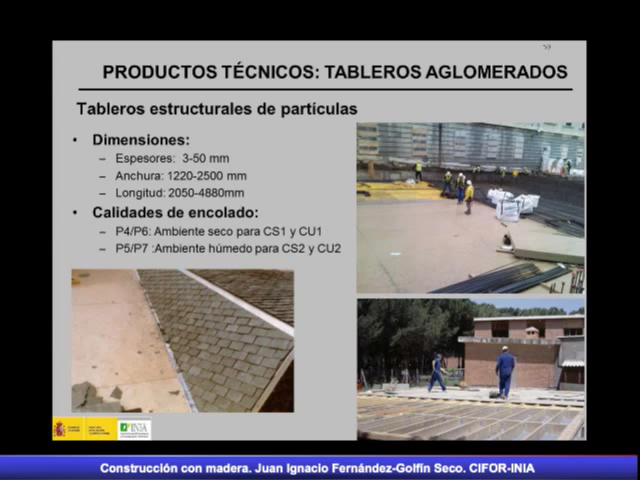 PRODUCTOS TÉCNICOS: TABLEROS AGLOMERADOS
Tableros estructurales de partículas
• Dimensiones:
– Espesores: 3-50 mm
– Anchura: 1220-2500 mm
– Longitud: 2050-4880mm
• Calidades de encolado:
– P4/P6: Ambiente seco para CS1 y CU1
– P5/P7 :Ambiente húmedo para CS2 y CU2
INIA
Construcción con madera. Juan Ignacio Fernández-Golfín Seco. CIFOR-INIA